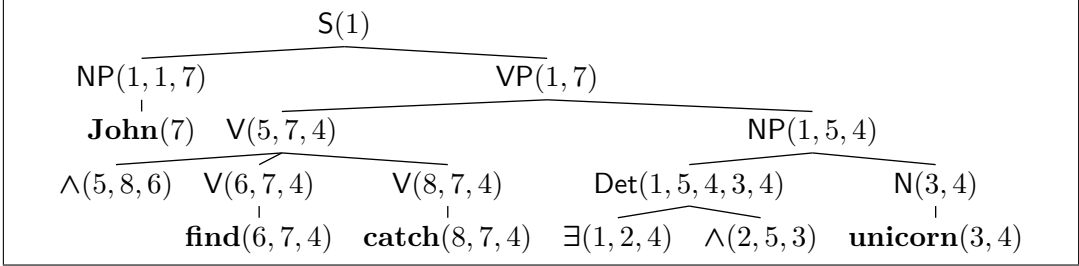 S(1)
NP(1, 1, 7) VP(1, 7)
John(7) V(5, 7, 4) NP(1, 5, 4)
∧(5, 8, 6) V(6, 7, 4) V(8, 7, 4) Det(1, 5, 4, 3, 4) N(3, 4)
find(6, 7, 4) catch(8, 7, 4) ∃(1, 2, 4) ∧(2, 5, 3) unicorn(3, 4)